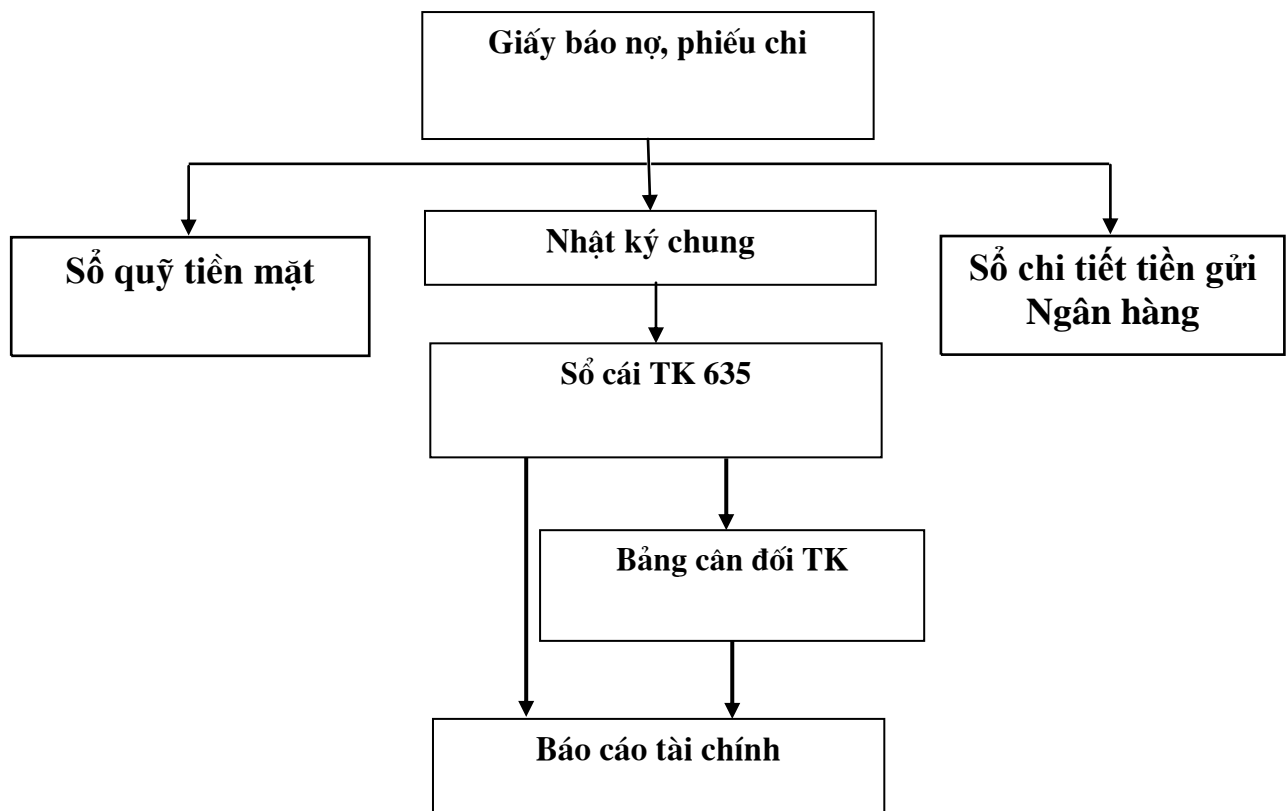 Giấy báo nợ, phiếu chi
Sổ quỹ tiền mặt
Nhật ký chung
Sổ chi tiết tiền gửi
Ngân hàng
Sổ cái TK 635
Bảng cân đối TK
Báo cáo tài chính